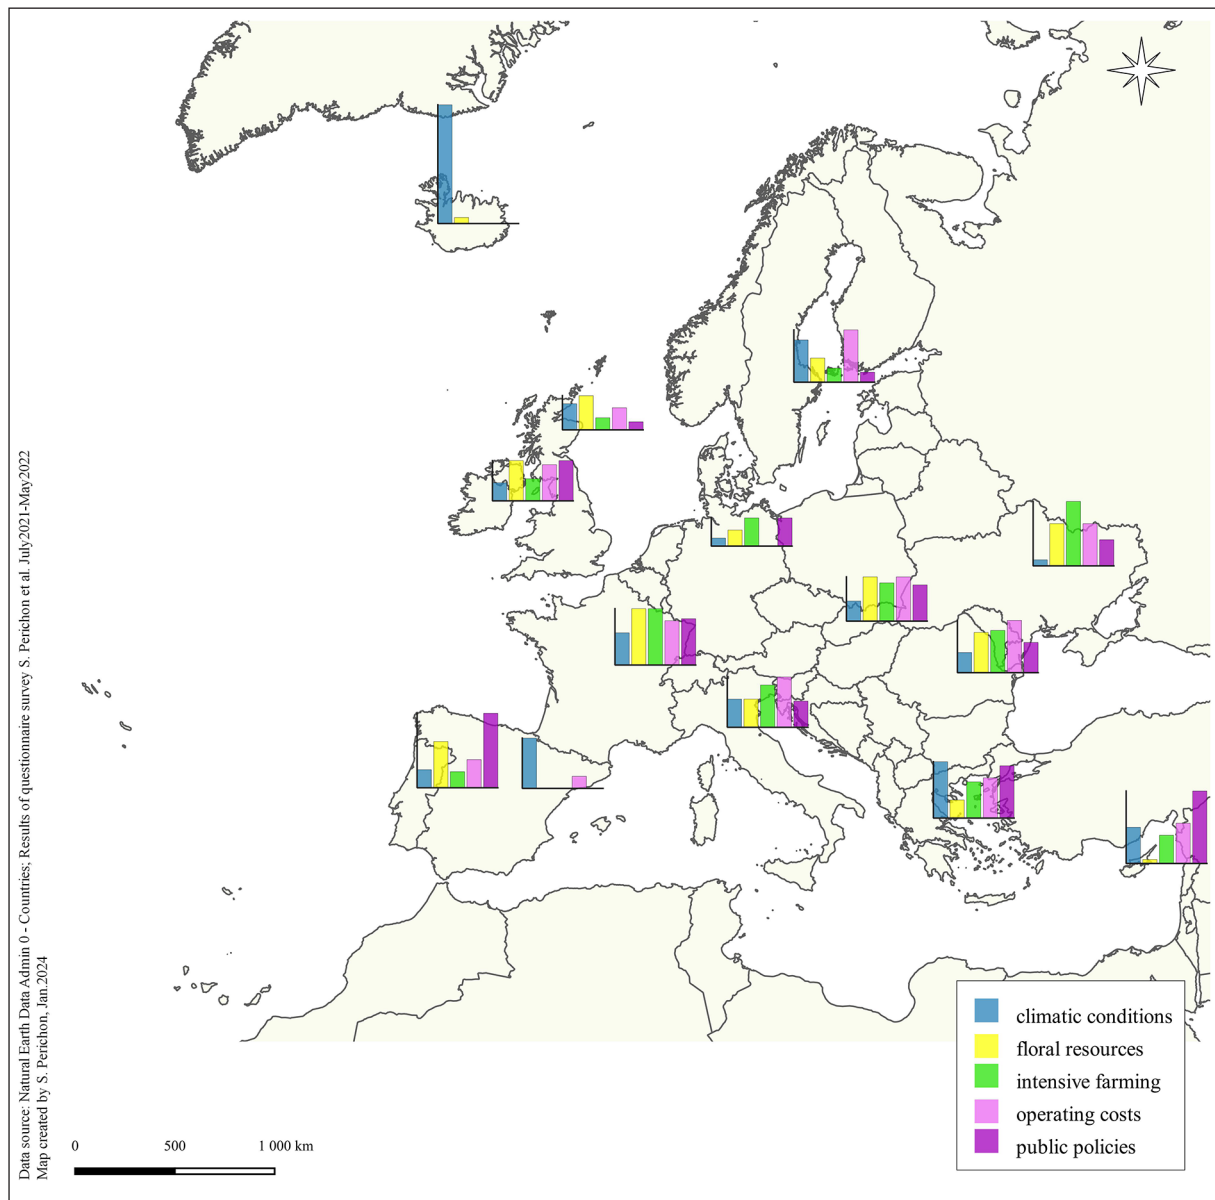 Data source: Natural Earth Data Admin 0 - Countries; Results of questionnaire survey S. Perichon et al. July2021-May2022
Map created by S. Perichon, Jan.2024
climatic conditions
floral resources
intensive farming
operating costs
public policies
0 500 1 000 km